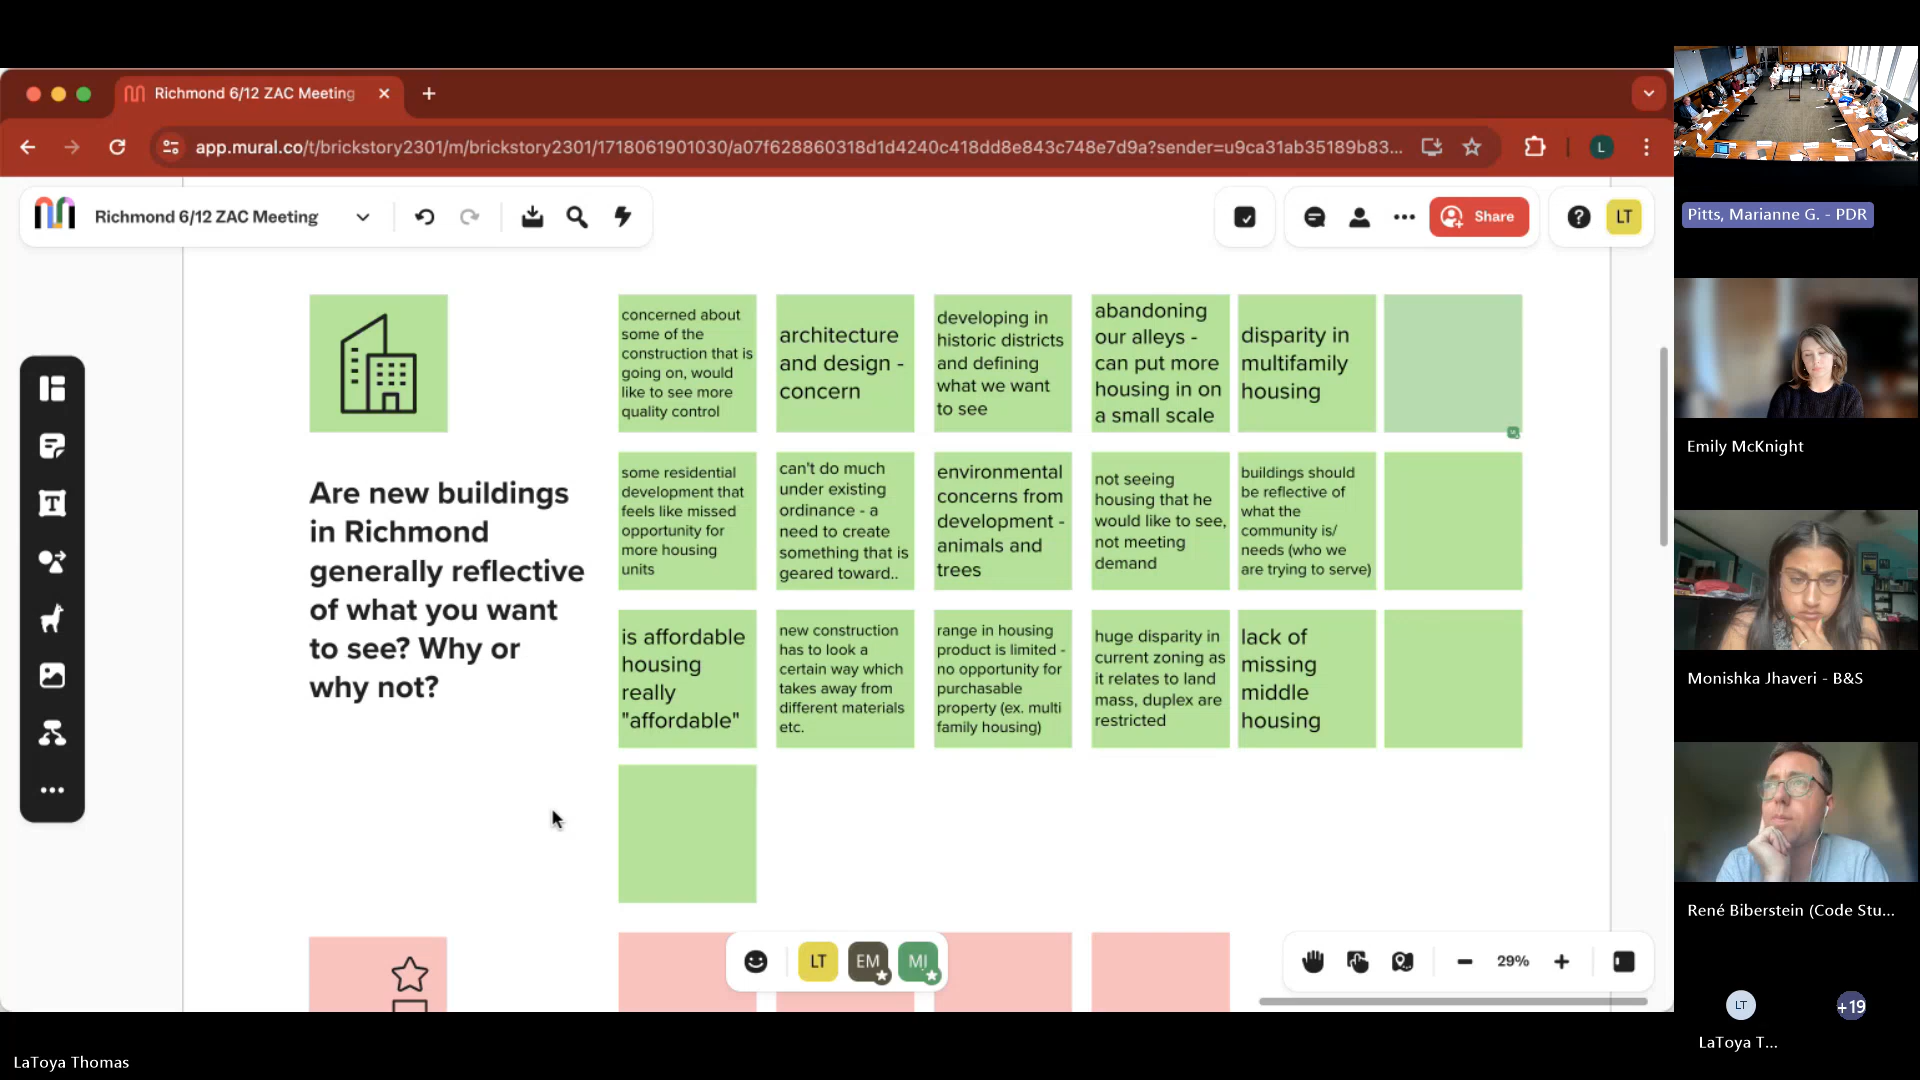 Richmond 6/12 ZAC Meeting
app.mural.co/t/brickstory2301/m/brickstory2301/1718061901030/a07f628860318d1d4240c418dd8e843c748e7d9a?sender=u9ca31ab35189b83...
L
Richmond 6/12 ZAC Meeting
Share
LT
Are new buildings
in Richmond
generally reflective
of what you want
to see? Why or
why not?
concerned about
some of the
construction that is
going on, would
like to see more
quality control
architecture
and design -
concern
developing in
historic districts
and defining
what we want
to see
abandoning
our alleys -
can put more
housing in on
a small scale
disparity in
multifamily
housing
some residential
development that
feels like missed
opportunity for
more housing
units
can't do much
under existing
ordinance - a
need to create
something that is
geared toward..
environmental
concerns from
development -
animals and
trees
not seeing
housing that he
would like to see,
not meeting
demand
buildings should
be reflective of
what the
community is/
needs (who we
are trying to serve)
is affordable
housing
really
"affordable"
new construction
has to look a
certain way which
takes away from
different materials
etc.
range in housing
product is limited -
no opportunity for
purchasable
property (ex. multi
family housing)
huge disparity in
current zoning as
it relates to land
mass, duplex are
restricted
lack of
missing
middle
housing
LT
EM
MI
29%
Pitts, Marianne G. - PDR
Emily McKnight
Monishka Jhaveri - B&S
René Biberstein (Code Stu...
LT
+19
LaToya T...
LaToya Thomas